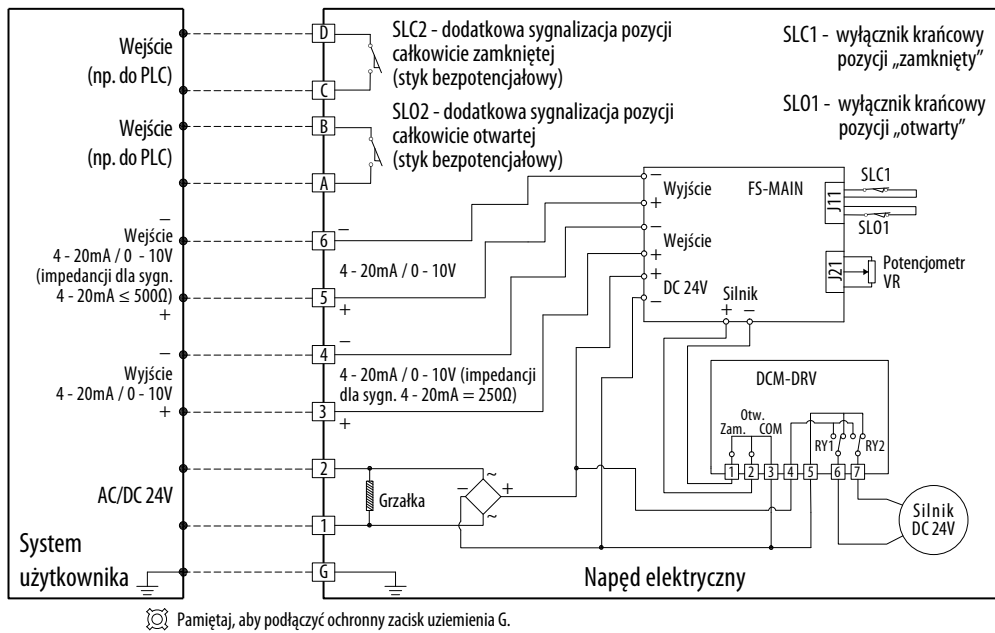 D
SLC2 - dodatkowa sygnalizacja pozycji
całkowicie zamkniętej
(styk bezpotencjałowy)
C
SLO2 - dodatkowa sygnalizacja pozycji
całkowicie otwartej
(styk bezpotencjałowy)
B
A
SLC1 - wyłącznik krańcowy
pozycji „zamknięty”
SLO1 - wyłącznik krańcowy
pozycji „otwarty”
Wejście
(np. do PLC)
Wejście
(np. do PLC)
−
Wejście
4 - 20mA / 0 - 10V
(impedancji dla sygn.
4 - 20mA ≤ 500Ω)
+
−
Wyjście
4 - 20mA / 0 - 10V
+
AC/DC 24V
System
użytkownika
6 −
4 - 20mA / 0 - 10V
5 +
4 −
4 - 20mA / 0 - 10V (impedancji
dla sygn. 4 - 20mA = 250Ω)
3 +
2
1
G
Grzałka
~
− +
~
− Wyjście
+
− Wejście
+
+ DC 24V
−
FS-MAIN
Silnik
+ −
J11
SLC1
SLO1
J21
Potencjometr
VR
DCM-DRV
Otw.
Zam. COM
RY1 RY2
1 2 3 4 5 6 7
Silnik
DC 24V
Napęd elektryczny
Pamiętaj, aby podłączyć ochronny zacisk uziemienia G.